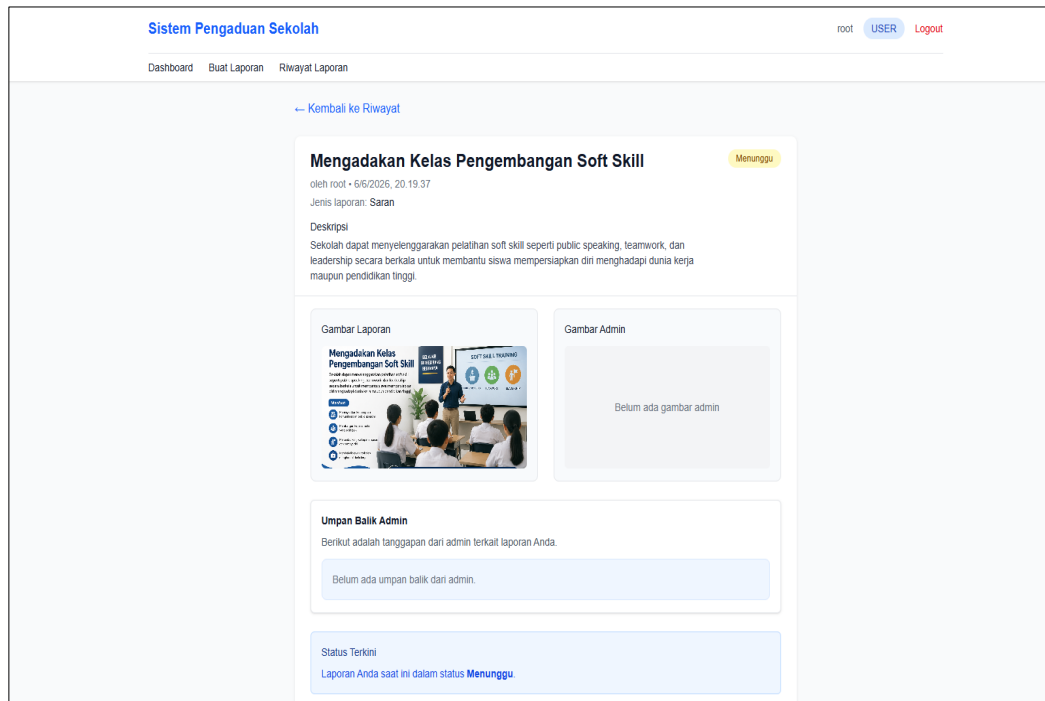 Sistem Pengaduan Sekolah
root USER Logout
Dashboard Buat Laporan Riwayat Laporan
← Kembali ke Riwayat
Mengadakan Kelas Pengembangan Soft Skill
Menunggu
oleh root • 6/6/2026, 20.19.37
Jenis laporan: Saran
Deskripsi
Sekolah dapat menyelenggarakan pelatihan soft skill seperti public speaking, teamwork, dan
leadership secara berkala untuk membantu siswa mempersiapkan diri menghadapi dunia kerja
maupun pendidikan tinggi.
Gambar Laporan
Mengadakan Kelas
Pengembangan Soft Skill
SOFT SKILL TRAINING
Gambar Admin
Belum ada gambar admin
Umpan Balik Admin
Berikut adalah tanggapan dari admin terkait laporan Anda.
Belum ada umpan balik dari admin.
Status Terkini
Laporan Anda saat ini dalam status Menunggu.